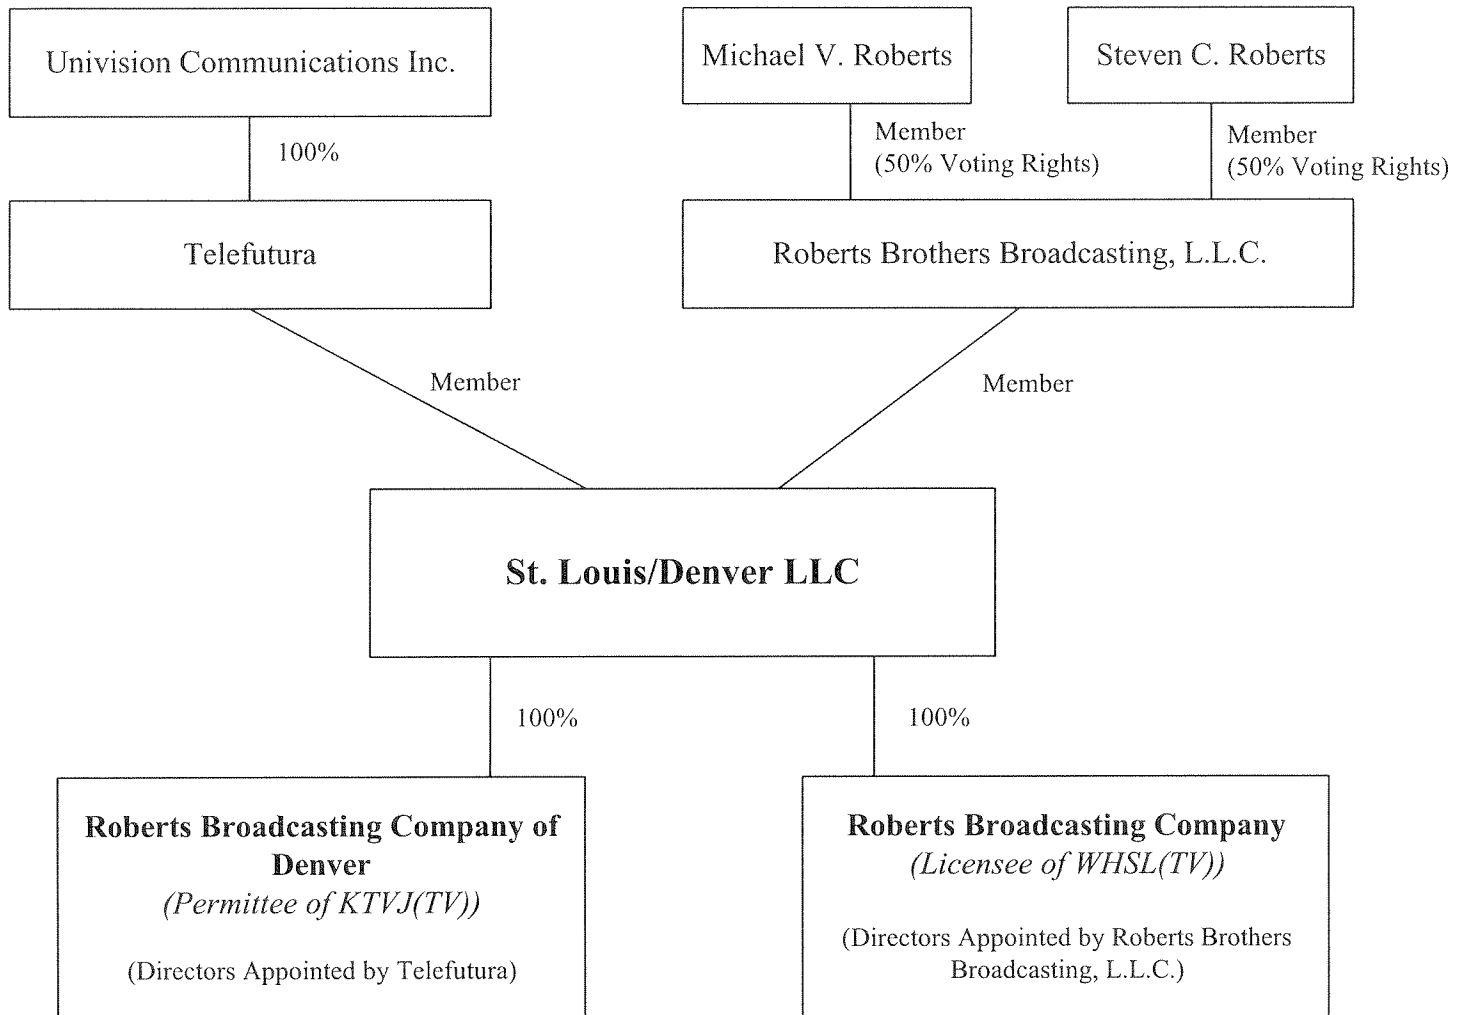 Univision Communications Inc.
Michael V. Roberts
Steven C. Roberts
100%
Member
(50% Voting Rights)
Member
(50% Voting Rights)
Telefutura
Roberts Brothers Broadcasting, L.L.C.
Member
Member
St. Louis/Denver LLC
100%
100%
Roberts Broadcasting Company of
Denver
(Permittee of KTVJ(TV))
(Directors Appointed by Telefutura)
Roberts Broadcasting Company
(Licensee of WHSL(TV))
(Directors Appointed by Roberts Brothers
Broadcasting, L.L.C.)